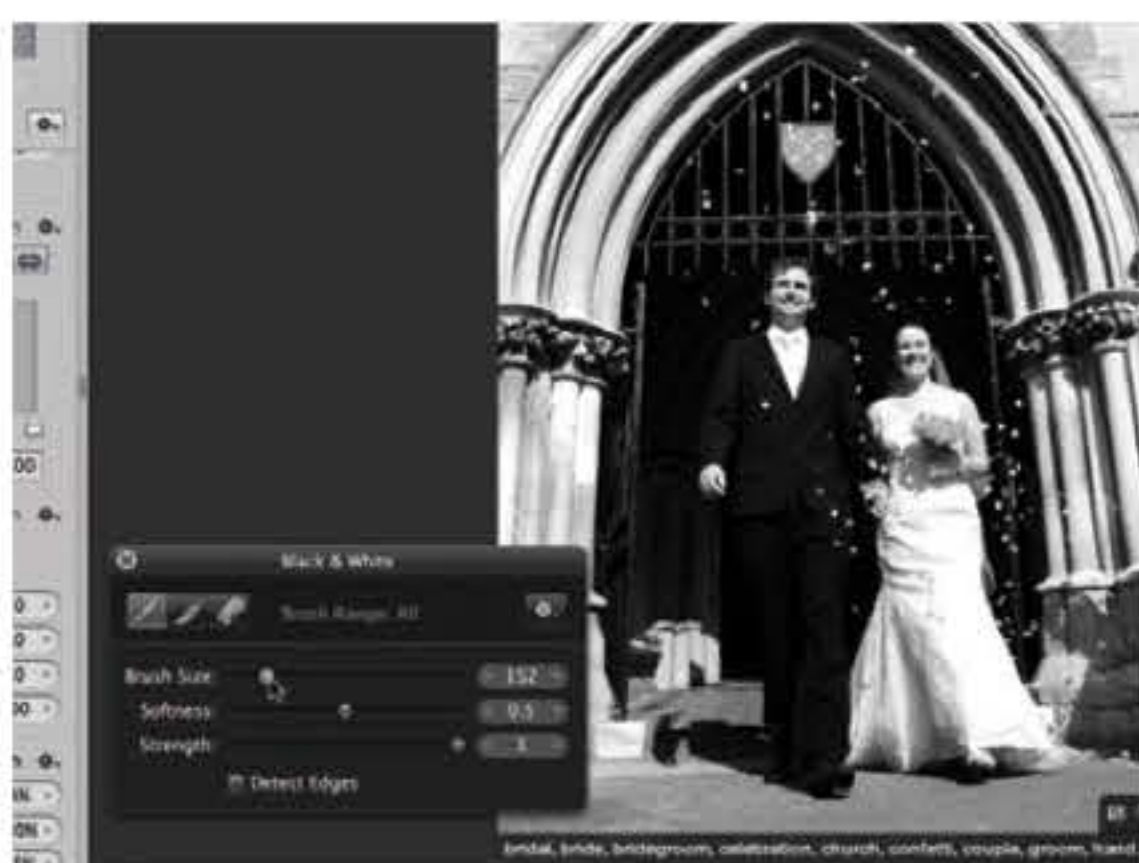 00
Black & White
Brush Range: All
Brush Size: 152
Softness: 0.5
Strength: 1
Detect Edges
bridal, bride, bridegroom, celebration, church, confetti, couple, groom, hand